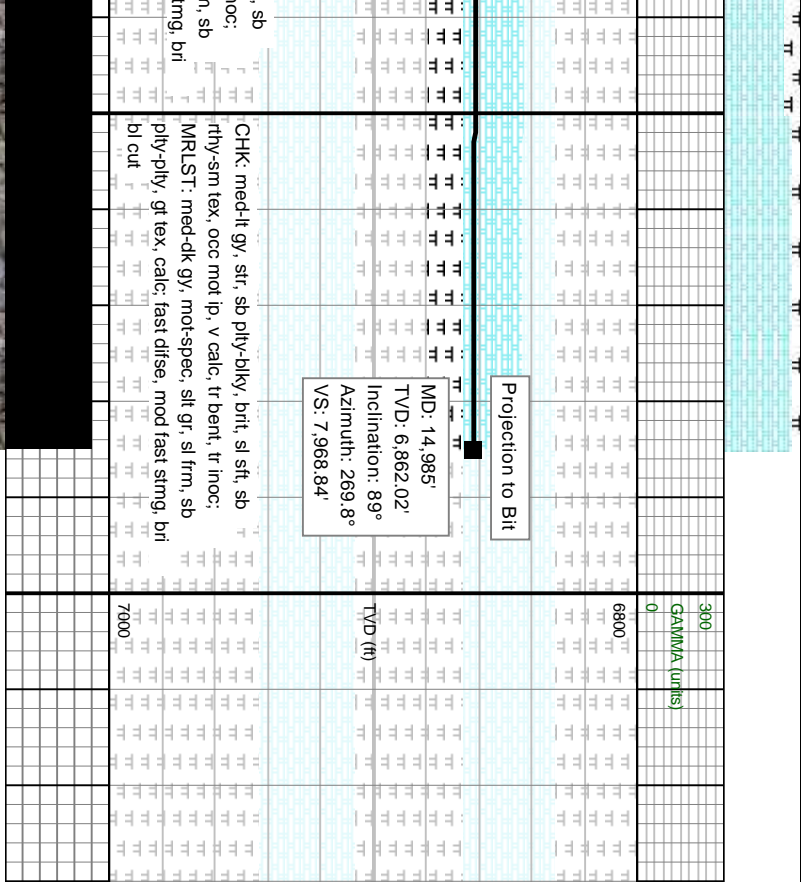 , sb
noc;
n, sb
tmg, bri
CHK: med-lt gy, str, sb plty-blky, brit, sl sft, sb
rthy-sm tex, occ mot ip, v calc, tr bent, tr inoc;
MRLST: med-dk gy, mot-spec, slt gr, sl frm, sb
plty-plty, gt tex, calc; fast difse, mod fast stmg, bri
bl cut
Projection to Bit
MD: 14,985'
TVD: 6,862.02'
Inclination: 89°
Azimuth: 269.8°
VS: 7,968.84'
300
GAMMA (units)
0
6800
TVD (ft)
7000